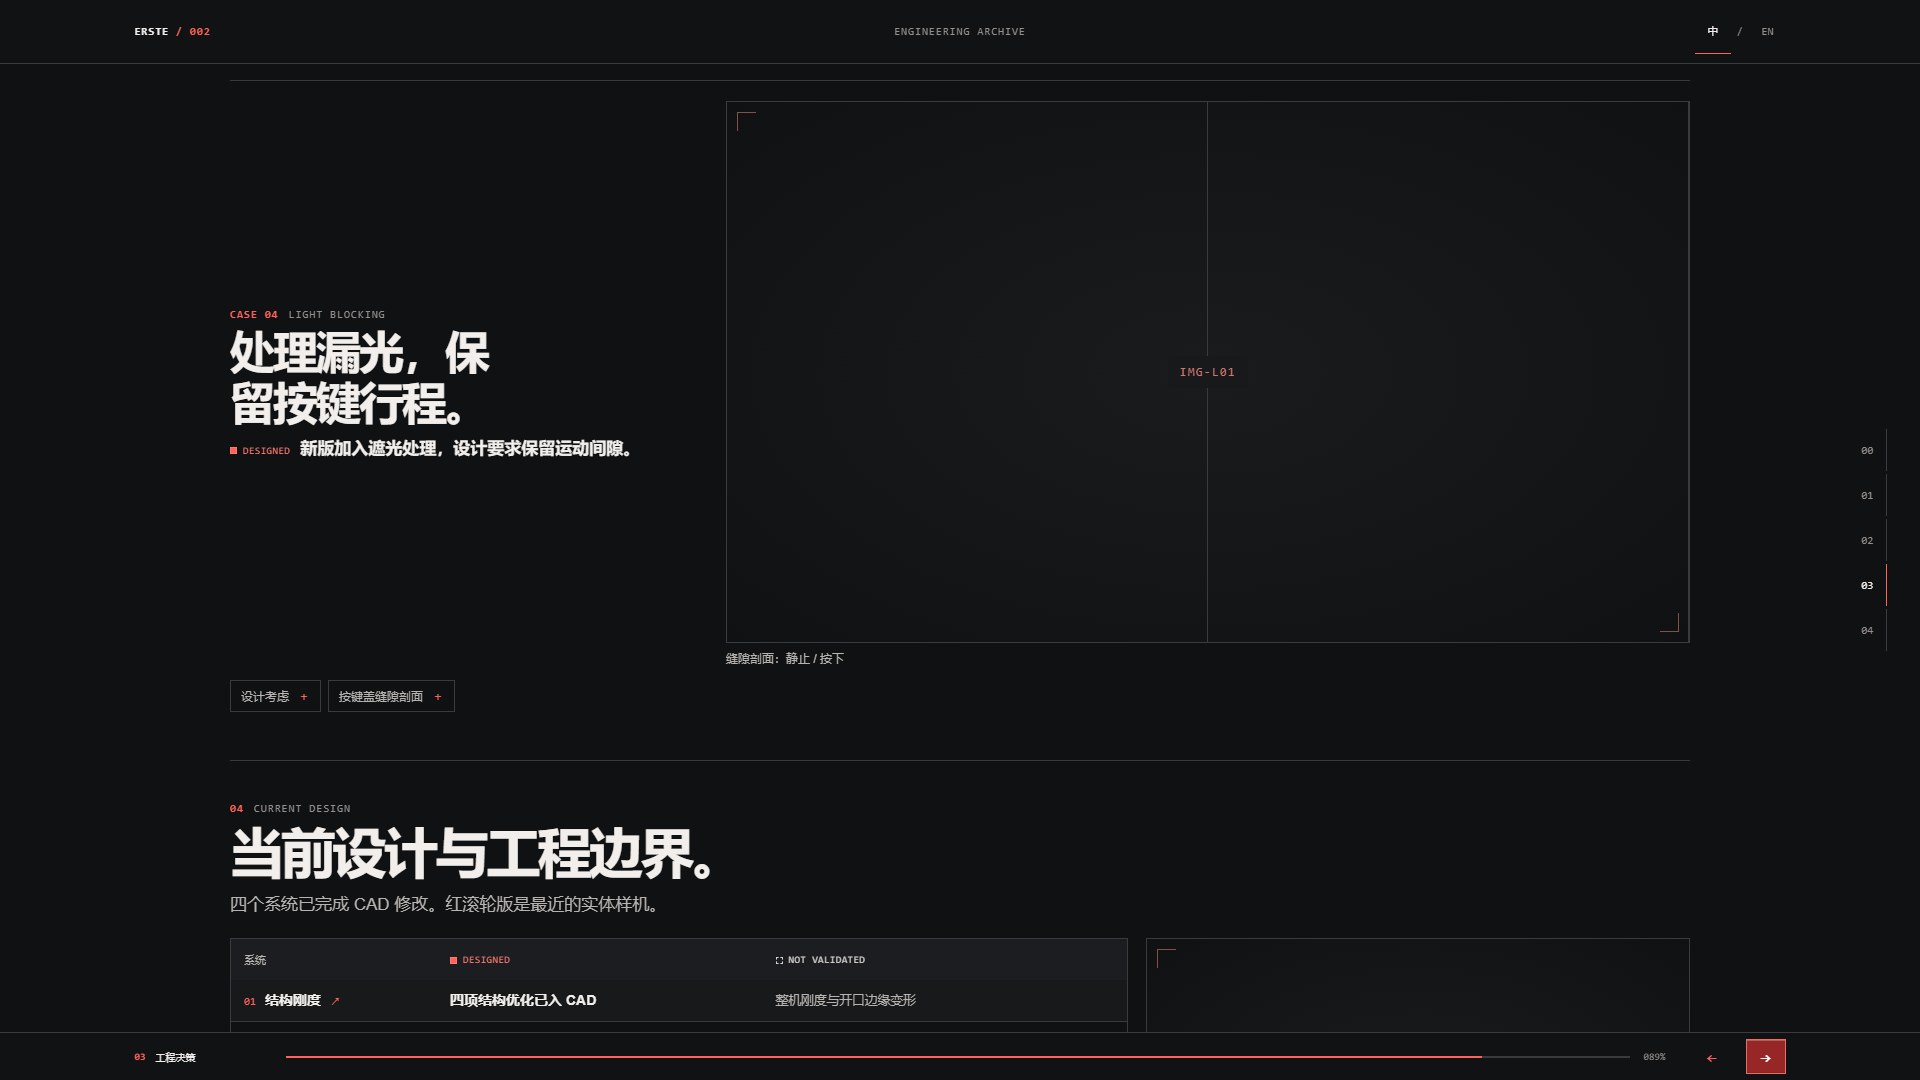 ERSTE / 002
ENGINEERING ARCHIVE
中 / EN
CASE 04 LIGHT BLOCKING
处理漏光，保
留按键行程。
DESIGNED 新版加入遮光处理，设计要求保留运动间隙。
IMG-L01
缝隙剖面：静止 / 按下
设计考虑 +
按键盖缝隙剖面 +
00
01
02
03
04
04 CURRENT DESIGN
当前设计与工程边界。
四个系统已完成 CAD 修改。红滚轮版是最近的实体样机。
系统 DESIGNED NOT VALIDATED
01 结构刚度 ↗ 四项结构优化已入 CAD 整机刚度与开口边缘变形
03 工程决策
089%
← →